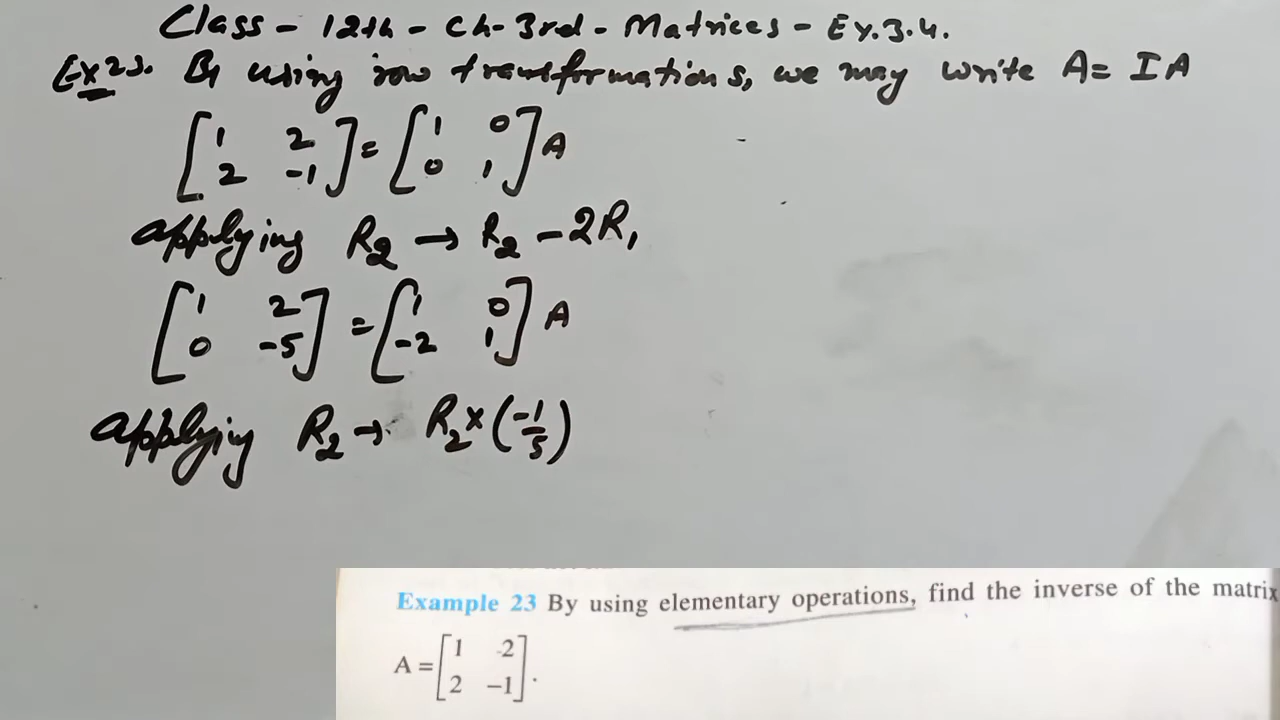 Class - 12th - Ch- 3rd - Matrices - Ex. 3.4.
Ex 23. By using row transformations, we may write A = I A
[1 2
2 -1] = [1 0
0 1] A
applying R₂ → R₂ - 2R₁
[1 2
0 -5] = [1 0
-2 1] A
applying R₂ → R₂ × (-1/5)
Example 23 By using elementary operations, find the inverse of the matrix
A = [1 2
2 −1].